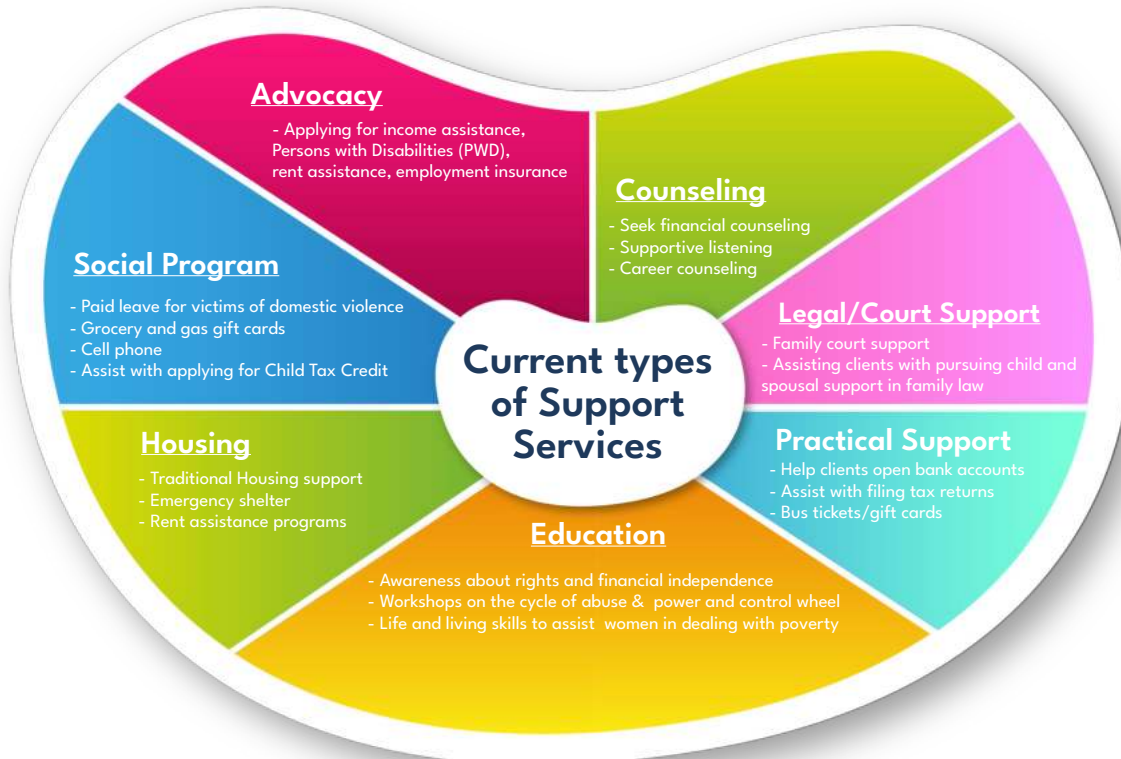 Advocacy
- Applying for income assistance,
Persons with Disabilities (PWD),
rent assistance, employment insurance
Counseling
- Seek financial counseling
- Supportive listening
- Career counseling
Social Program
- Paid leave for victims of domestic violence
- Grocery and gas gift cards
- Cell phone
- Assist with applying for Child Tax Credit
Legal/Court Support
- Family court support
- Assisting clients with pursuing child and
spousal support in family law
Current types
of Support
Services
Housing
- Traditional Housing support
- Emergency shelter
- Rent assistance programs
Practical Support
- Help clients open bank accounts
- Assist with filing tax returns
- Bus tickets/gift cards
Education
- Awareness about rights and financial independence
- Workshops on the cycle of abuse & power and control wheel
- Life and living skills to assist women in dealing with poverty